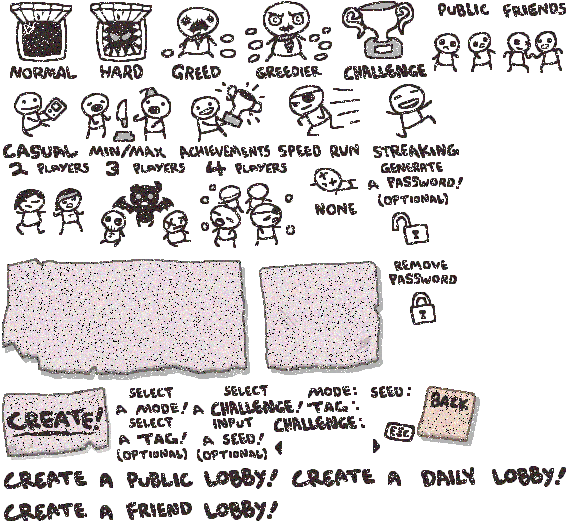 PUBLIC FRIENDS
NORMAL HARD GREED GREEDIER CHALLENGE
CASUAL MIN/MAX ACHIEVEMENTS SPEED RUN STREAKING
2 PLAYERS 3 PLAYERS 4 PLAYERS
NONE
GENERATE
A PASSWORD!
(OPTIONAL)
REMOVE
PASSWORD
CREATE!
SELECT
A MODE!
SELECT
A TAG!
(OPTIONAL)
SELECT
A CHALLENGE!
INPUT
A SEED!
(OPTIONAL)
MODE: SEED:
TAG:
CHALLENGE:
ESC
BACK
CREATE A PUBLIC LOBBY! CREATE A DAILY LOBBY!
CREATE A FRIEND LOBBY!